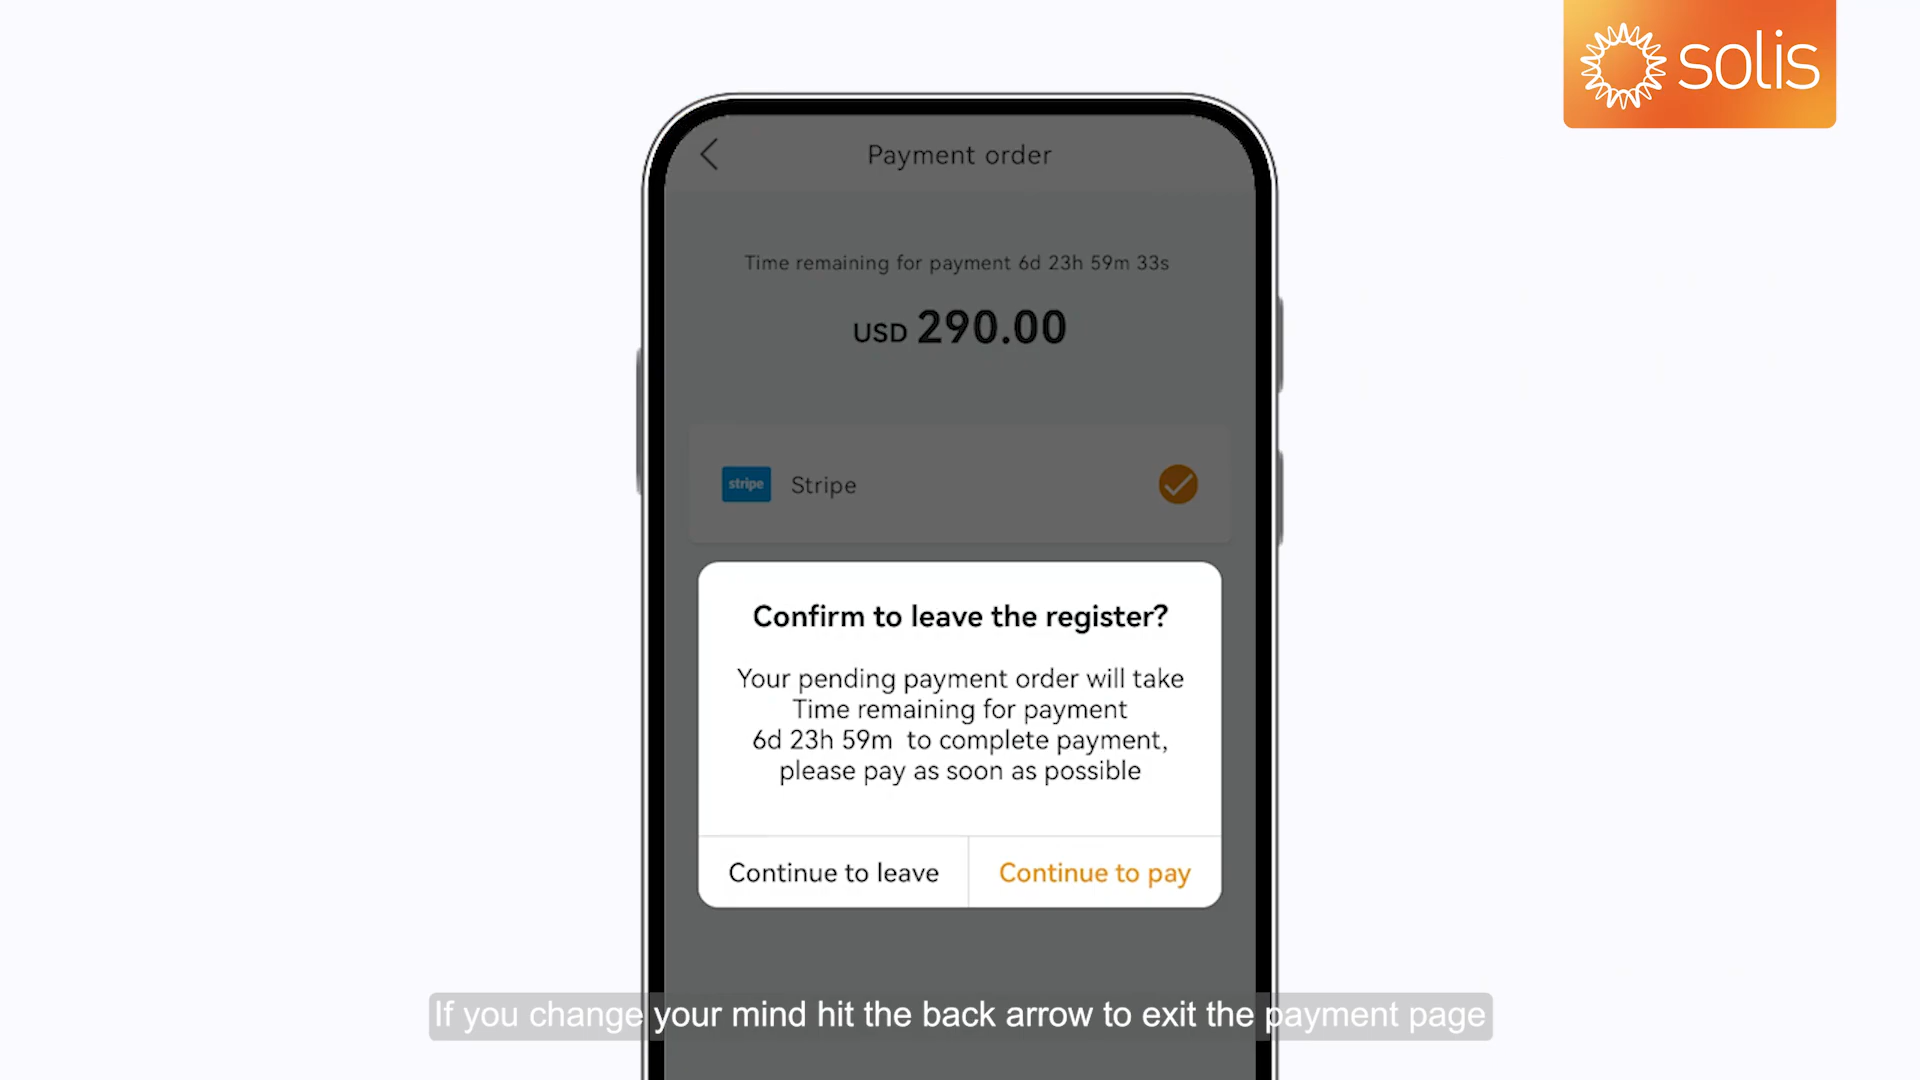 solis
Payment order
Time remaining for payment 6d 23h 59m 33s
USD 290.00
stripe Stripe
Confirm to leave the register?
Your pending payment order will take
Time remaining for payment
6d 23h 59m to complete payment,
please pay as soon as possible
Continue to leave Continue to pay
If you change your mind hit the back arrow to exit the payment page